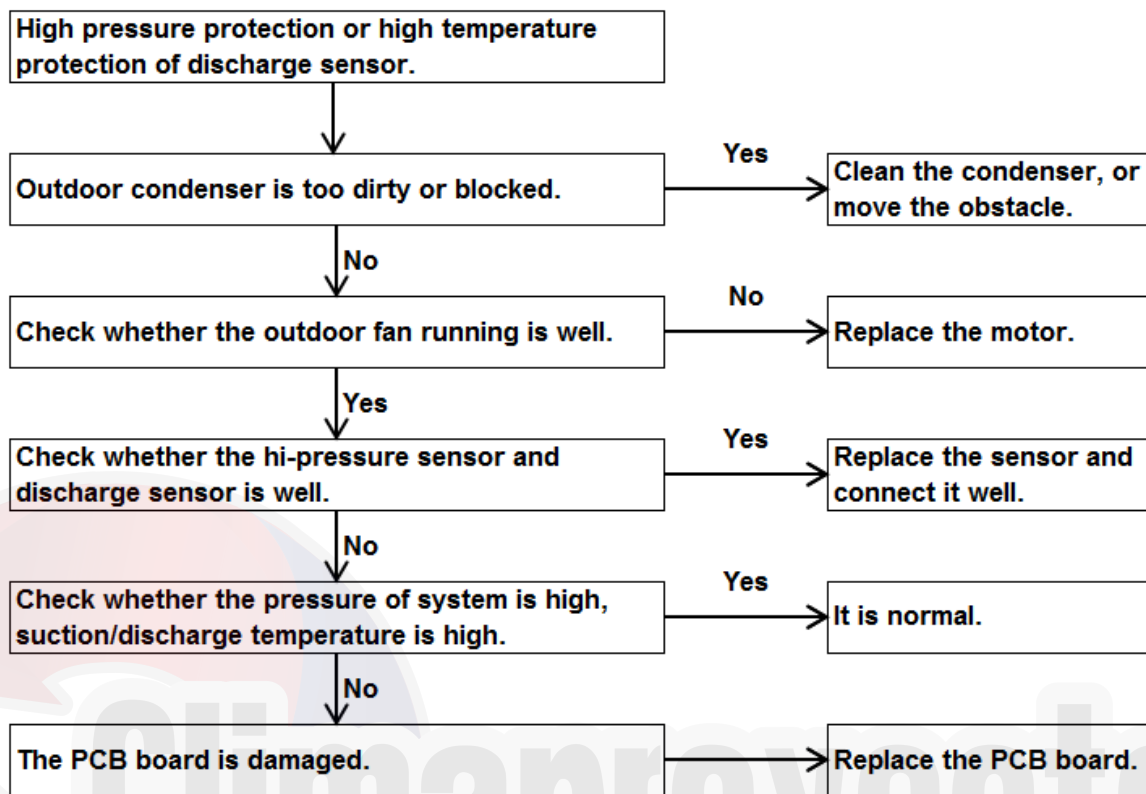 High pressure protection or high temperature
protection of discharge sensor.
Outdoor condenser is too dirty or blocked.
Yes
Clean the condenser, or
move the obstacle.
No
Check whether the outdoor fan running is well.
No
Replace the motor.
Yes
Check whether the hi-pressure sensor and
discharge sensor is well.
Yes
Replace the sensor and
connect it well.
No
Check whether the pressure of system is high,
suction/discharge temperature is high.
Yes
It is normal.
No
The PCB board is damaged.
Replace the PCB board.